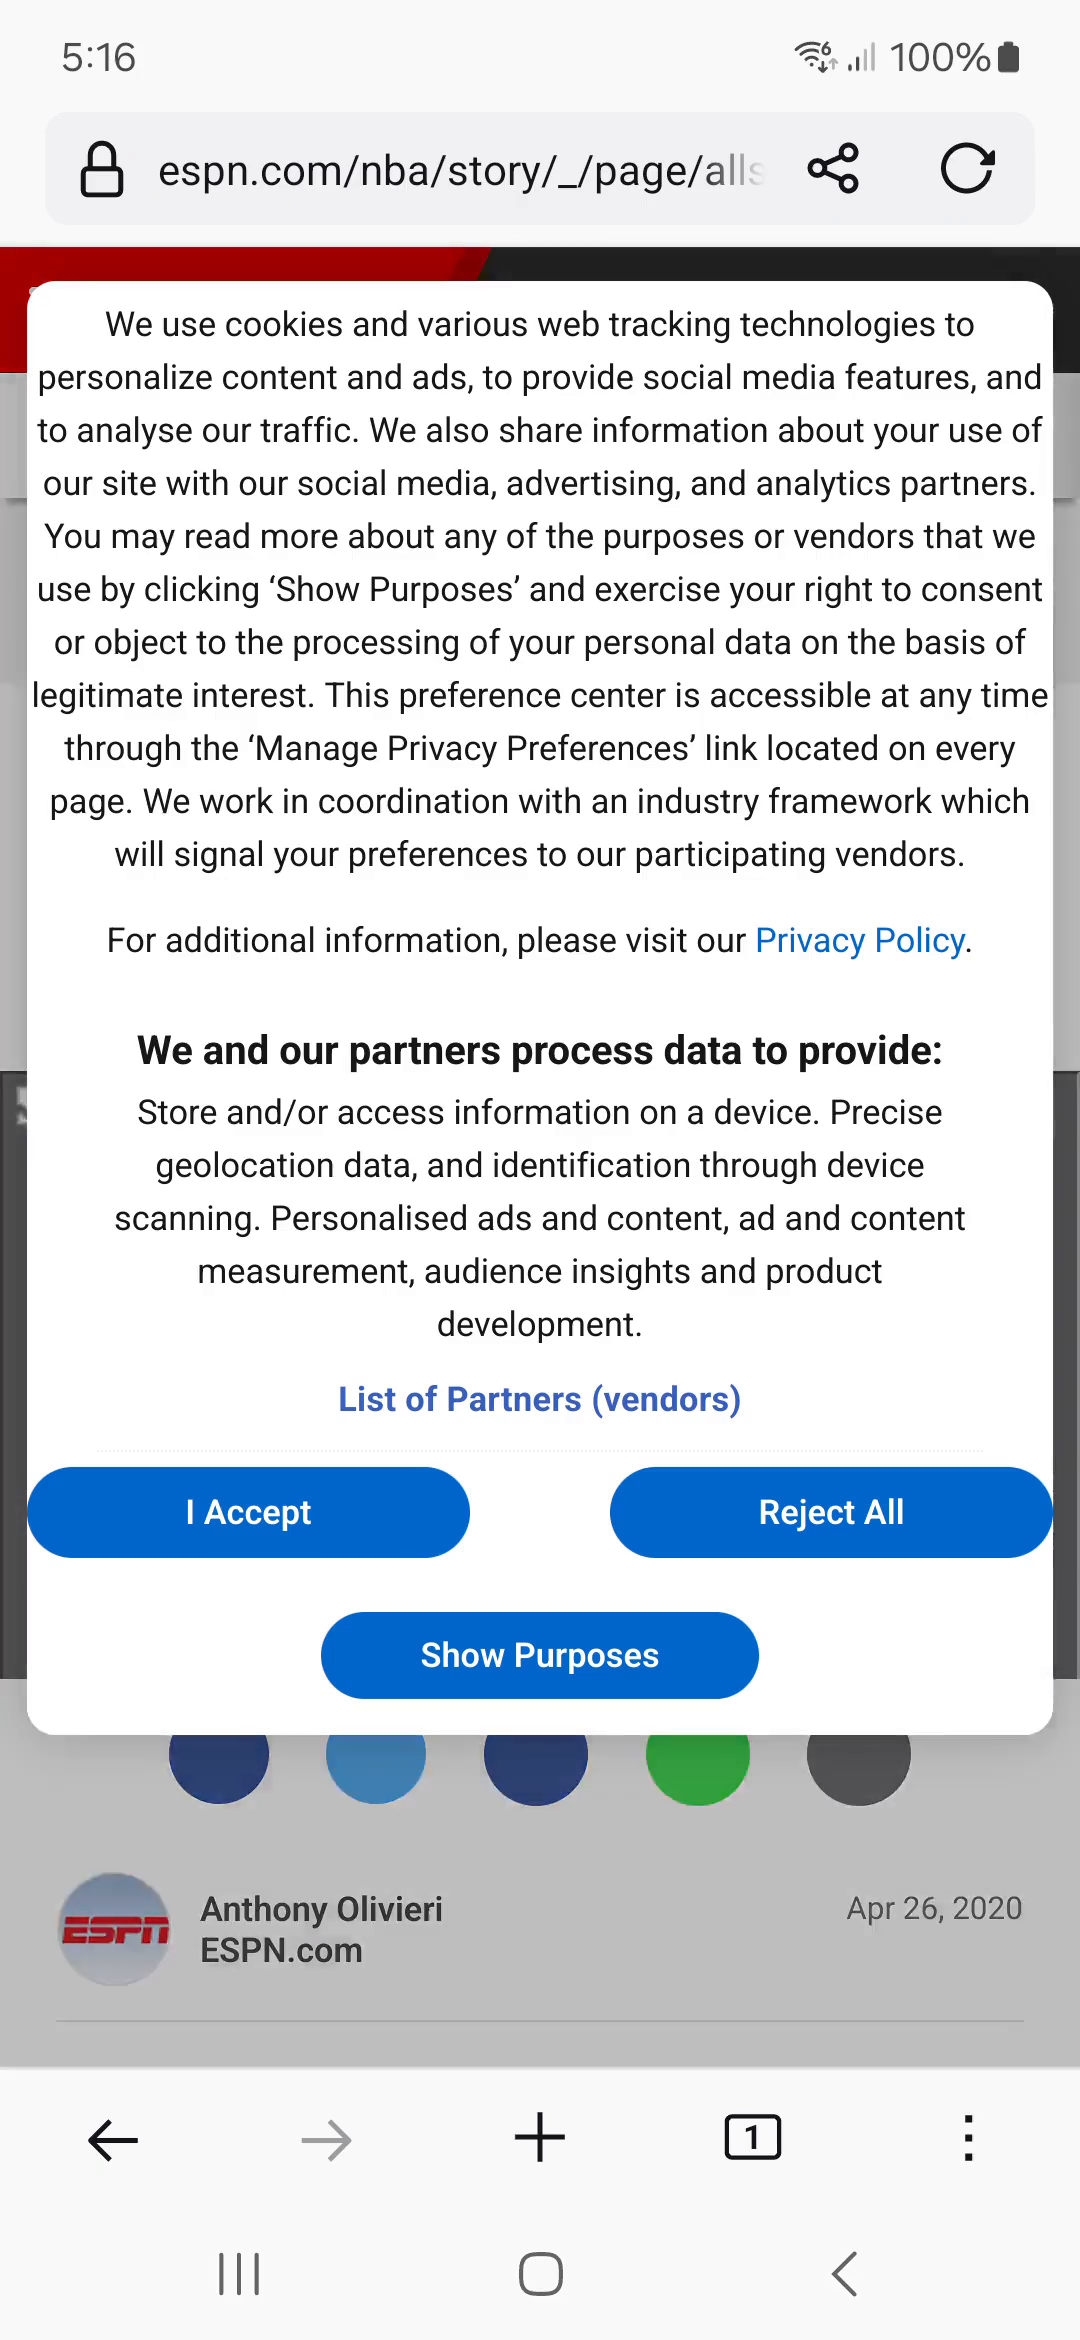 5:16
6
100%
espn.com/nba/story/_/page/alls
We use cookies and various web tracking technologies to
personalize content and ads, to provide social media features, and
to analyse our traffic. We also share information about your use of
our site with our social media, advertising, and analytics partners.
You may read more about any of the purposes or vendors that we
use by clicking ‘Show Purposes’ and exercise your right to consent
or object to the processing of your personal data on the basis of
legitimate interest. This preference center is accessible at any time
through the ‘Manage Privacy Preferences’ link located on every
page. We work in coordination with an industry framework which
will signal your preferences to our participating vendors.
For additional information, please visit our Privacy Policy.
We and our partners process data to provide:
Store and/or access information on a device. Precise
geolocation data, and identification through device
scanning. Personalised ads and content, ad and content
measurement, audience insights and product
development.
List of Partners (vendors)
I Accept
Reject All
Show Purposes
ESPN
Anthony Olivieri
Apr 26, 2020
ESPN.com
1